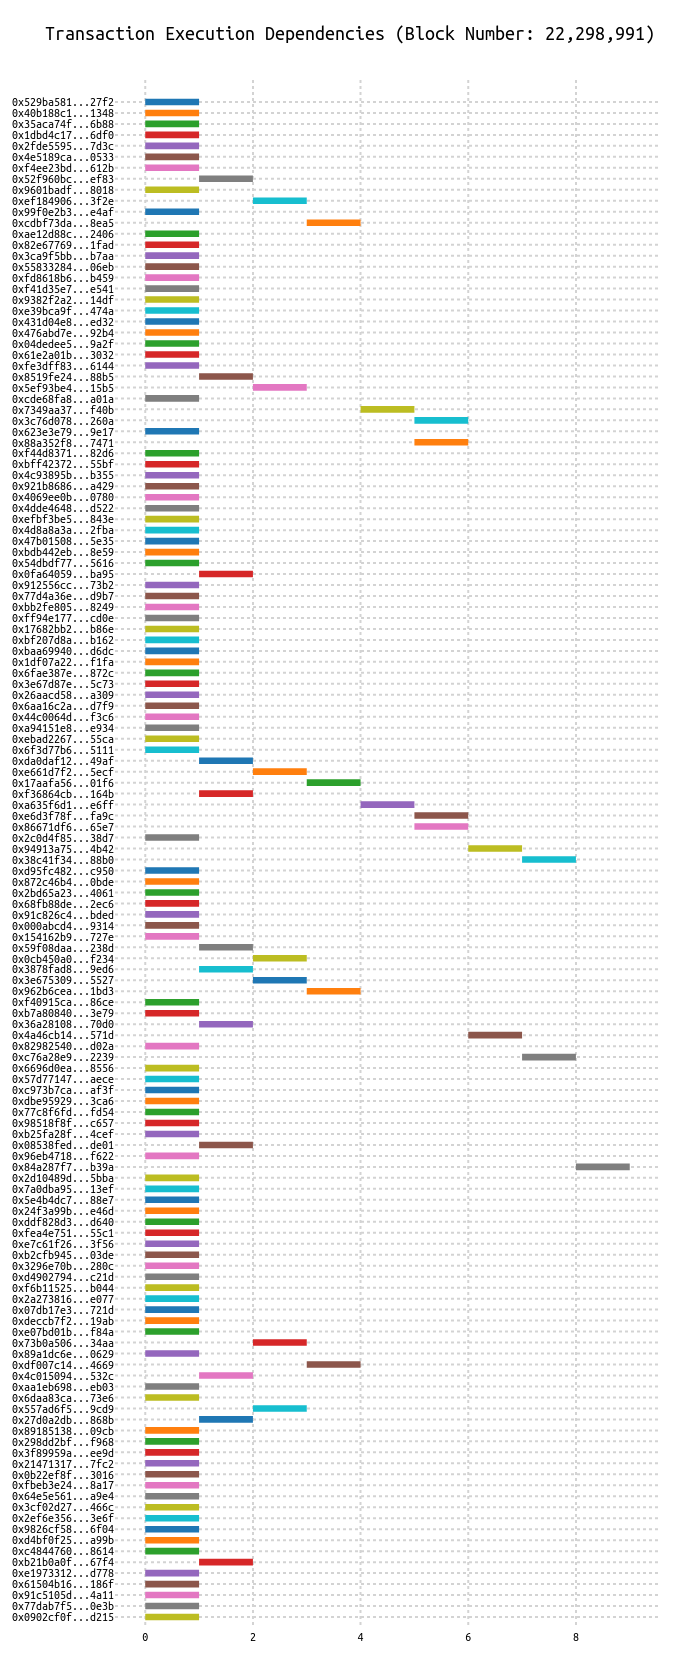 Transaction Execution Dependencies (Block Number: 22,298,991)
0x529ba581...27f2
0x40b188c1...1348
0x35aca74f...6b88
0x1dbd4c17...6df0
0x2fde5595...7d3c
0x4e5189ca...0533
0xf4ee23bd...612b
0x52f960bc...ef83
0x9601badf...8018
0xef184906...3f2e
0x99f0e2b3...e4af
0xcdbf73da...8ea5
0xae12d88c...2406
0x82e67769...1fad
0x3ca9f5bb...b7aa
0x55833284...06eb
0xfd8618b6...b459
0xf41d35e7...e541
0x9382f2a2...14df
0xe39bca9f...474a
0x431d04e8...ed32
0x476abd7e...92b4
0x04dedee5...9a2f
0x61e2a01b...3032
0xfe3dff83...6144
0x8519fe24...88b5
0x5ef93be4...15b5
0xcde68fa8...a01a
0x7349aa37...f40b
0x3c76d078...260a
0x623e3e79...9e17
0x88a352f8...7471
0xf44d8371...82d6
0xbff42372...55bf
0x4c93895b...b355
0x921b8686...a429
0x4069ee0b...0780
0x4dde4648...d522
0xefbf3be5...843e
0x4d8a8a3a...2fba
0x47b01508...5e35
0xbdb442eb...8e59
0x54dbdf77...5616
0x0fa64059...ba95
0x912556cc...73b2
0x77d4a36e...d9b7
0xbb2fe805...8249
0xff94e177...cd0e
0x17682bb2...b86e
0xbf207d8a...b162
0xbaa69940...d6dc
0x1df07a22...f1fa
0x6fae387e...872c
0x3e67d87e...5c73
0x26aacd58...a309
0x6aa16c2a...d7f9
0x44c0064d...f3c6
0xa94151e8...e934
0xebad2267...55ca
0x6f3d77b6...5111
0xda0daf12...49af
0xe661d7f2...5ecf
0x17aafa56...01f6
0xf36864cb...164b
0xa635f6d1...e6ff
0xe6d3f78f...fa9c
0x86671df6...65e7
0x2c0d4f85...38d7
0x94913a75...4b42
0x38c41f34...88b0
0xd95fc482...c950
0x872c46b4...0bde
0x2bd65a23...4061
0x68fb88de...2ec6
0x91c826c4...bded
0x000abcd4...9314
0x154162b9...727e
0x59f08daa...238d
0x0cb450a0...f234
0x3878fad8...9ed6
0x3e675309...5527
0x962b6cea...1bd3
0xf40915ca...86ce
0xb7a80840...3e79
0x36a28108...70d0
0x4a46cb14...571d
0x82982540...d02a
0xc76a28e9...2239
0x6696d0ea...8556
0x57d77147...aece
0xc973b7ca...af3f
0xdbe95929...3ca6
0x77c8f6fd...fd54
0x98518f8f...c657
0xb25fa28f...4cef
0x08538fed...de01
0x96eb4718...f622
0x84a287f7...b39a
0x2d10489d...5bba
0x7a0dba95...13ef
0x5e4b4dc7...88e7
0x24f3a99b...e46d
0xddf828d3...d640
0xfea4e751...55c1
0xe7c61f26...3f56
0xb2cfb945...03de
0x3296e70b...280c
0xd4902794...c21d
0xf6b11525...b044
0x2a273816...e077
0x07db17e3...721d
0xdeccb7f2...19ab
0xe07bd01b...f84a
0x73b0a506...34aa
0x89a1dc6e...0629
0xdf007c14...4669
0x4c015094...532c
0xaa1eb698...eb03
0x6daa83ca...73e6
0x557ad6f5...9cd9
0x27d0a2db...868b
0x89185138...09cb
0x298dd2bf...f968
0x3f89959a...ee9d
0x21471317...7fc2
0x0b22ef8f...3016
0xfbeb3e24...8a17
0x64e5e561...a9e4
0x3cf02d27...466c
0x2ef6e356...3e6f
0x9826cf58...6f04
0xd4bf0f25...a99b
0xc4844760...8614
0xb21b0a0f...67f4
0xe1973312...d778
0x61504b16...186f
0x91c5105d...4a11
0x77dab7f5...0e3b
0x0902cf0f...d215
0 2 4 6 8